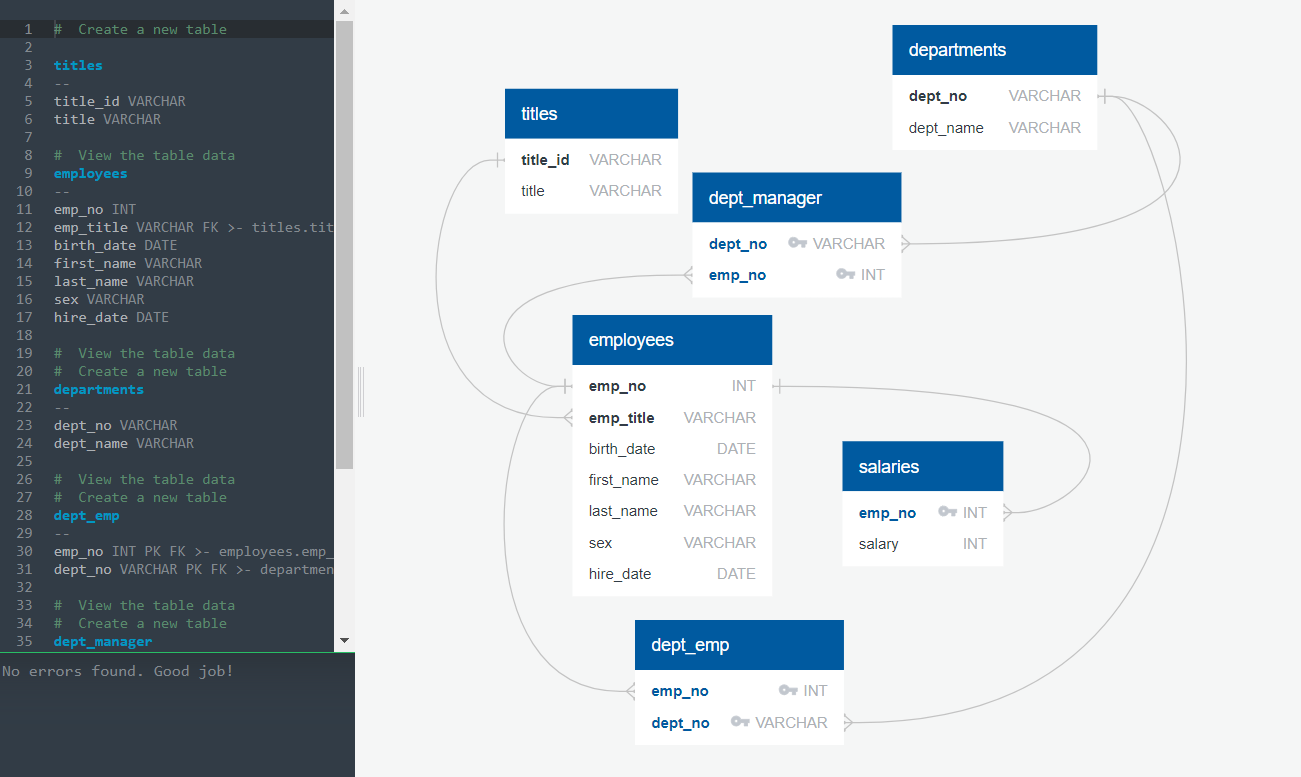 1 # Create a new table
2
3 titles
4 --
5 title_id VARCHAR
6 title VARCHAR
7
8 # View the table data
9 employees
10 --
11 emp_no INT
12 emp_title VARCHAR FK >- titles.tit
13 birth_date DATE
14 first_name VARCHAR
15 last_name VARCHAR
16 sex VARCHAR
17 hire_date DATE
18
19 # View the table data
20 # Create a new table
21 departments
22 --
23 dept_no VARCHAR
24 dept_name VARCHAR
25
26 # View the table data
27 # Create a new table
28 dept_emp
29 --
30 emp_no INT PK FK >- employees.emp_
31 dept_no VARCHAR PK FK >- departmen
32
33 # View the table data
34 # Create a new table
35 dept_manager
No errors found. Good job!
departments
dept_no VARCHAR
dept_name VARCHAR
titles
title_id VARCHAR
title VARCHAR
dept_manager
dept_no VARCHAR
emp_no INT
employees
emp_no INT
emp_title VARCHAR
birth_date DATE
first_name VARCHAR
last_name VARCHAR
sex VARCHAR
hire_date DATE
salaries
emp_no INT
salary INT
dept_emp
emp_no INT
dept_no VARCHAR